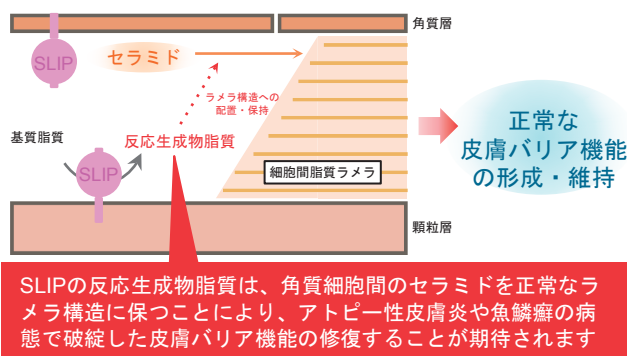 角質層
SLIP
セラミド
ラメラ構造への
配置・保持
基質脂質
反応生成物脂質
SLIP
細胞間脂質ラメラ
顆粒層
正常な
皮膚バリア機能
の形成・維持
SLIPの反応生成物脂質は、角質細胞間のセラミドを正常なラ
メラ構造に保つことにより、アトピー性皮膚炎や魚鱗癬の病
態で破綻した皮膚バリア機能の修復することが期待されます